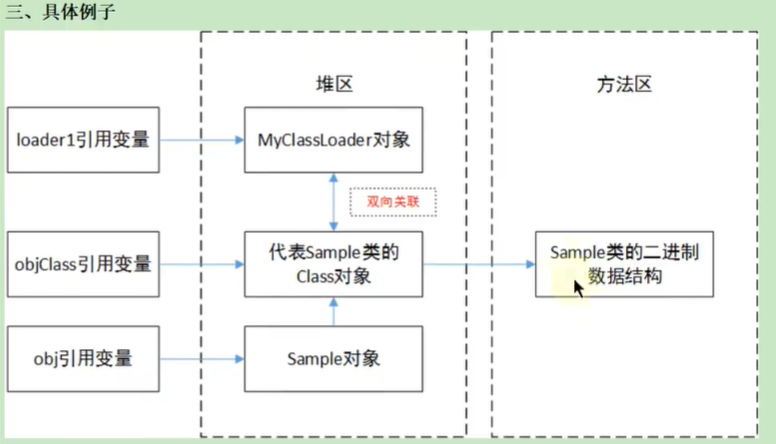 三、具体例子
堆区
方法区
loader1引用变量
MyClassLoader对象
双向关联
objClass引用变量
代表Sample类的
Class对象
Sample类的二进制
数据结构
obj引用变量
Sample对象